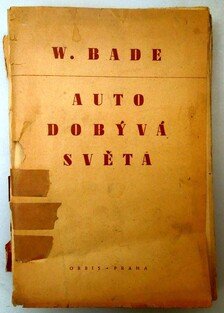 W. BADE
AUTO
DOBÝVÁ
SVĚTA
ORBIS • PRAHA